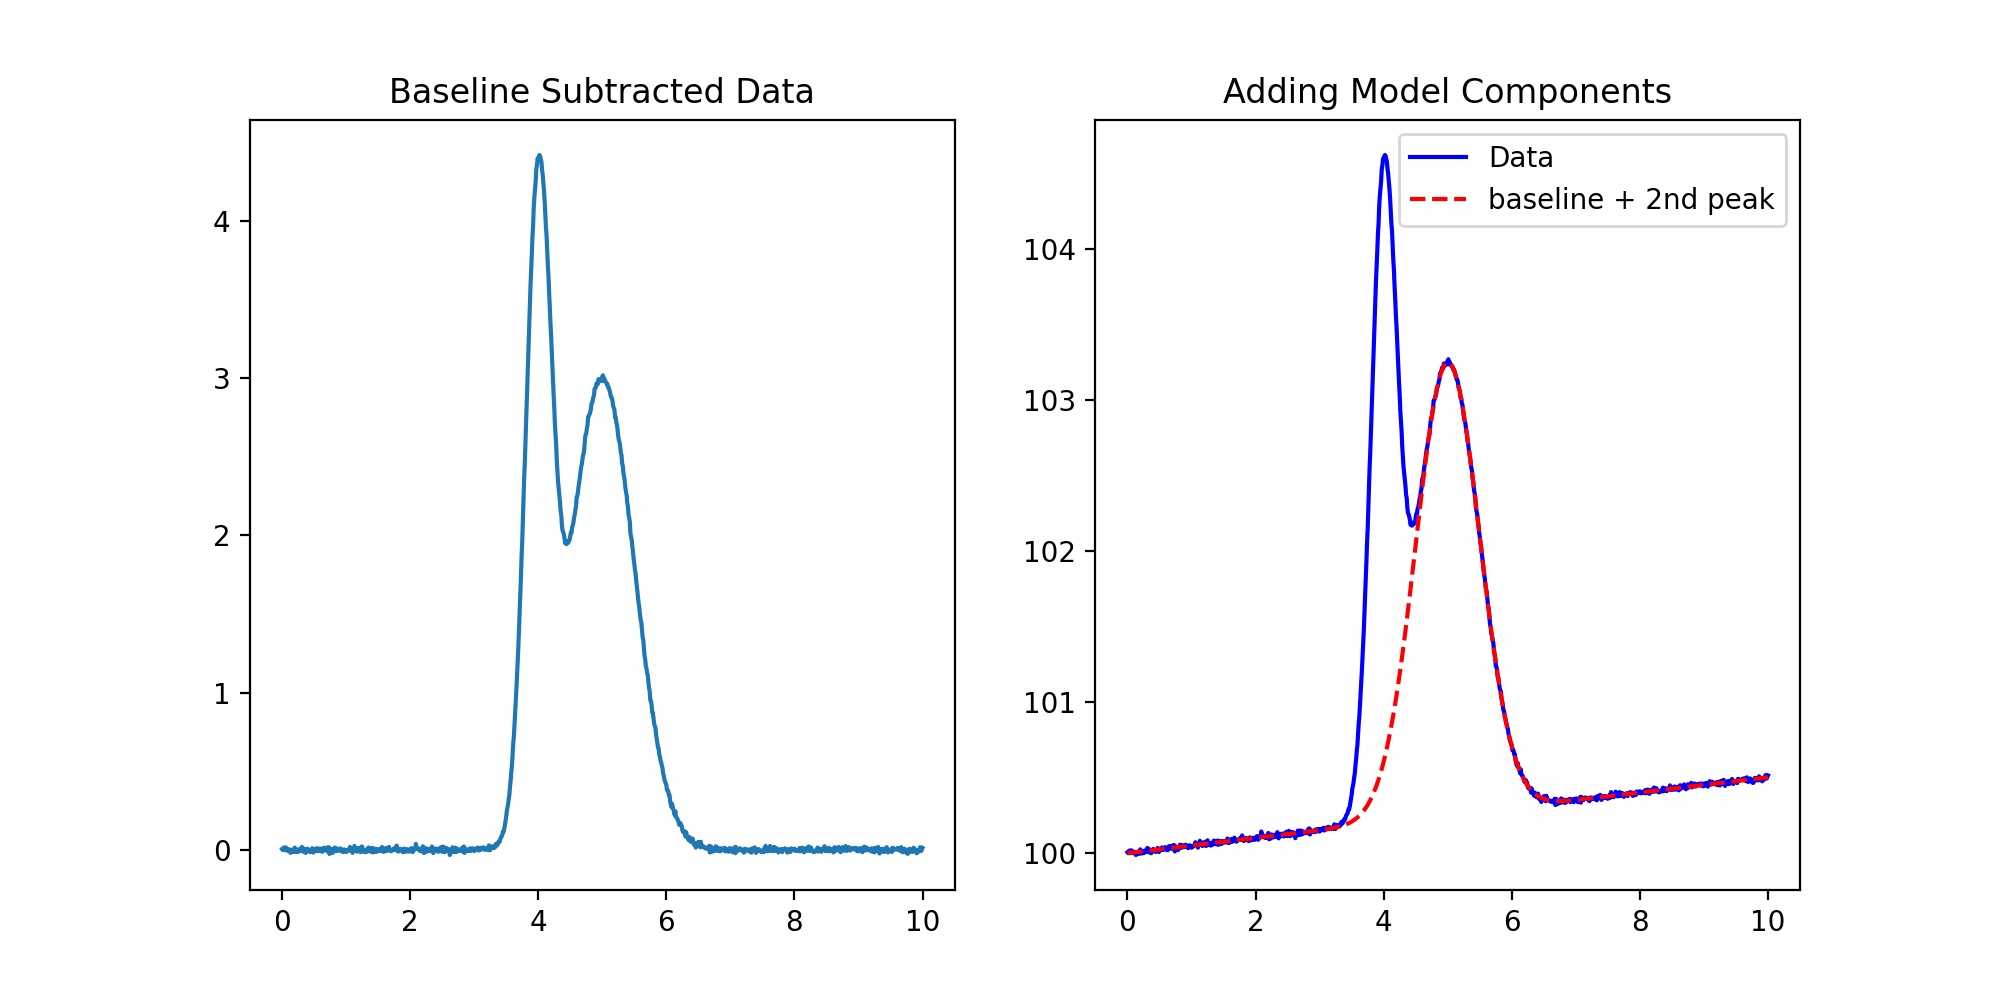 Baseline Subtracted Data
4
3
2
1
0
0 2 4 6 8 10
Adding Model Components
Data
baseline + 2nd peak
104
103
102
101
100
0 2 4 6 8 10